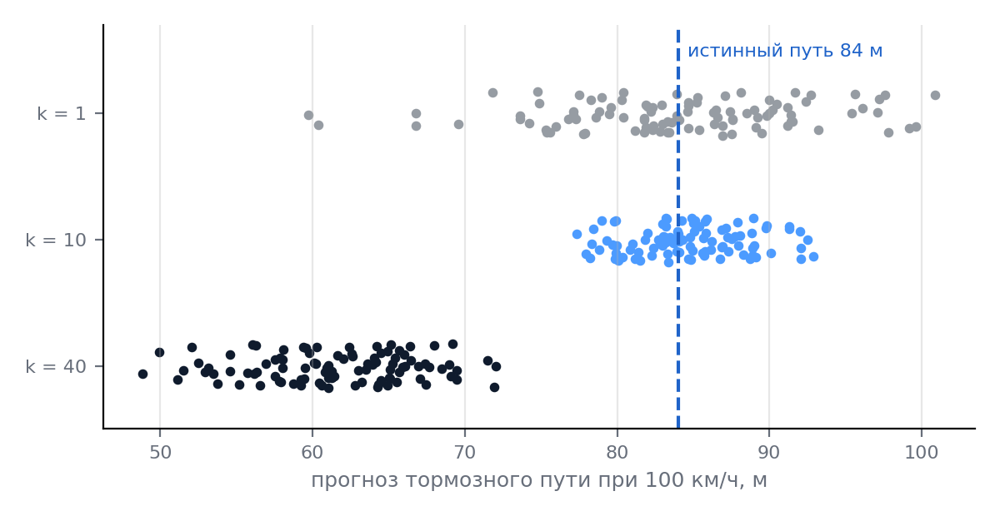 истинный путь 84 м
k = 1
k = 10
k = 40
50 60 70 80 90 100
прогноз тормозного пути при 100 км/ч, м